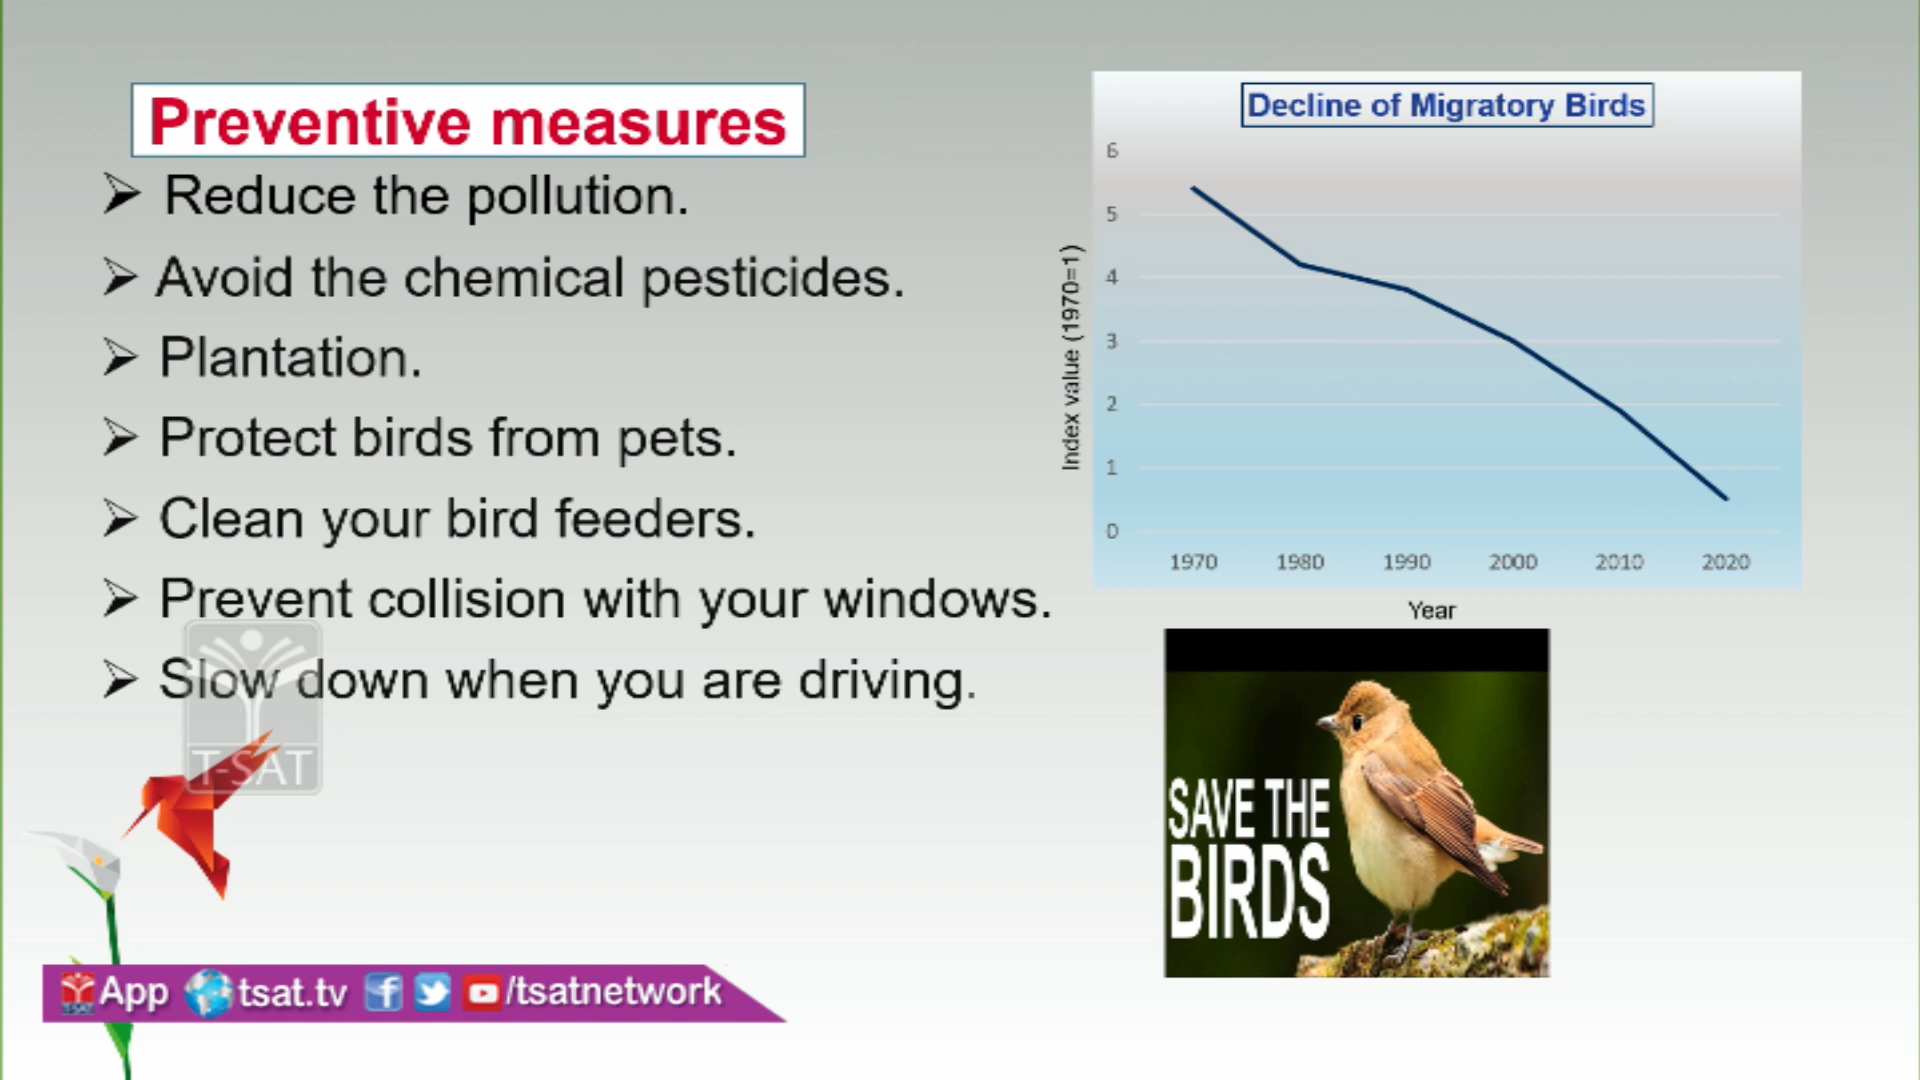 Preventive measures
➢ Reduce the pollution.
➢ Avoid the chemical pesticides.
➢ Plantation.
➢ Protect birds from pets.
➢ Clean your bird feeders.
➢ Prevent collision with your windows.
➢ Slow down when you are driving.
T-SAT
Decline of Migratory Birds
Index value (1970=1)
6
5
4
3
2
1
0
1970 1980 1990 2000 2010 2020
Year
SAVE THE
BIRDS
T-SAT App tsat.tv /tsatnetwork